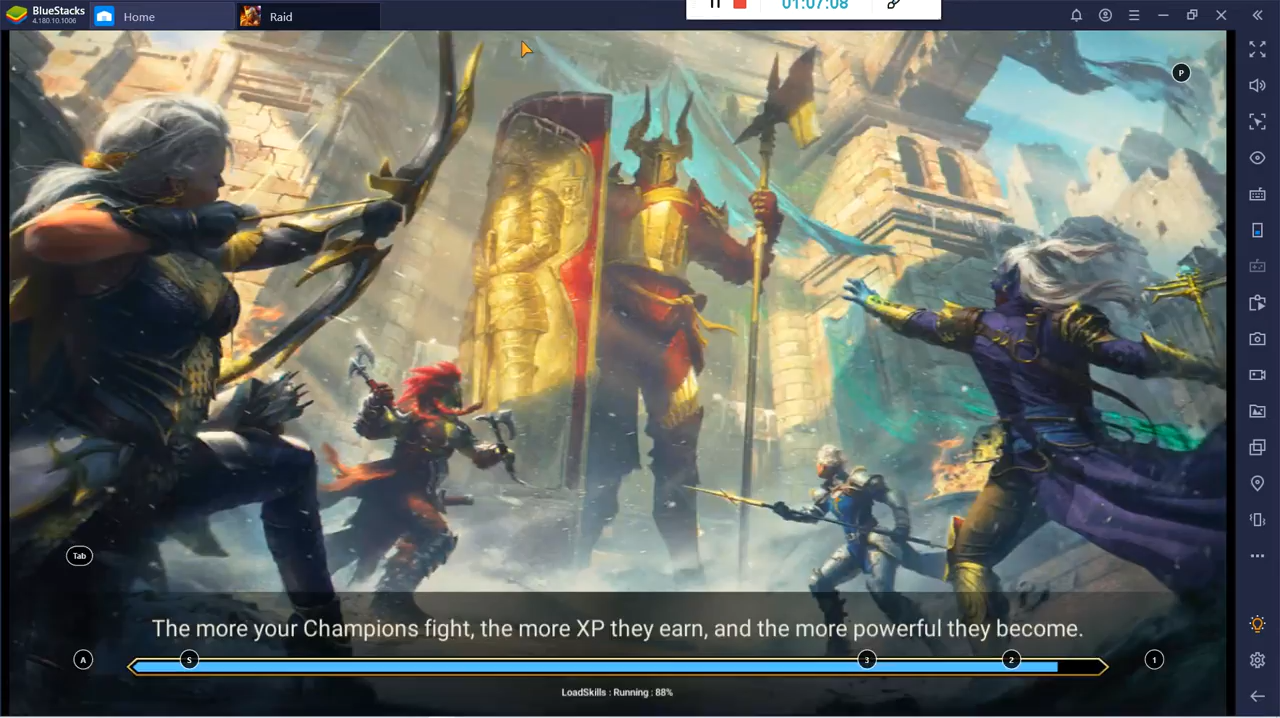 BlueStacks
4.180.10.1006
Home
Raid
01:07:08
P
Tab
The more your Champions fight, the more XP they earn, and the more powerful they become.
A
S
3
2
1
LoadSkills : Running : 88%